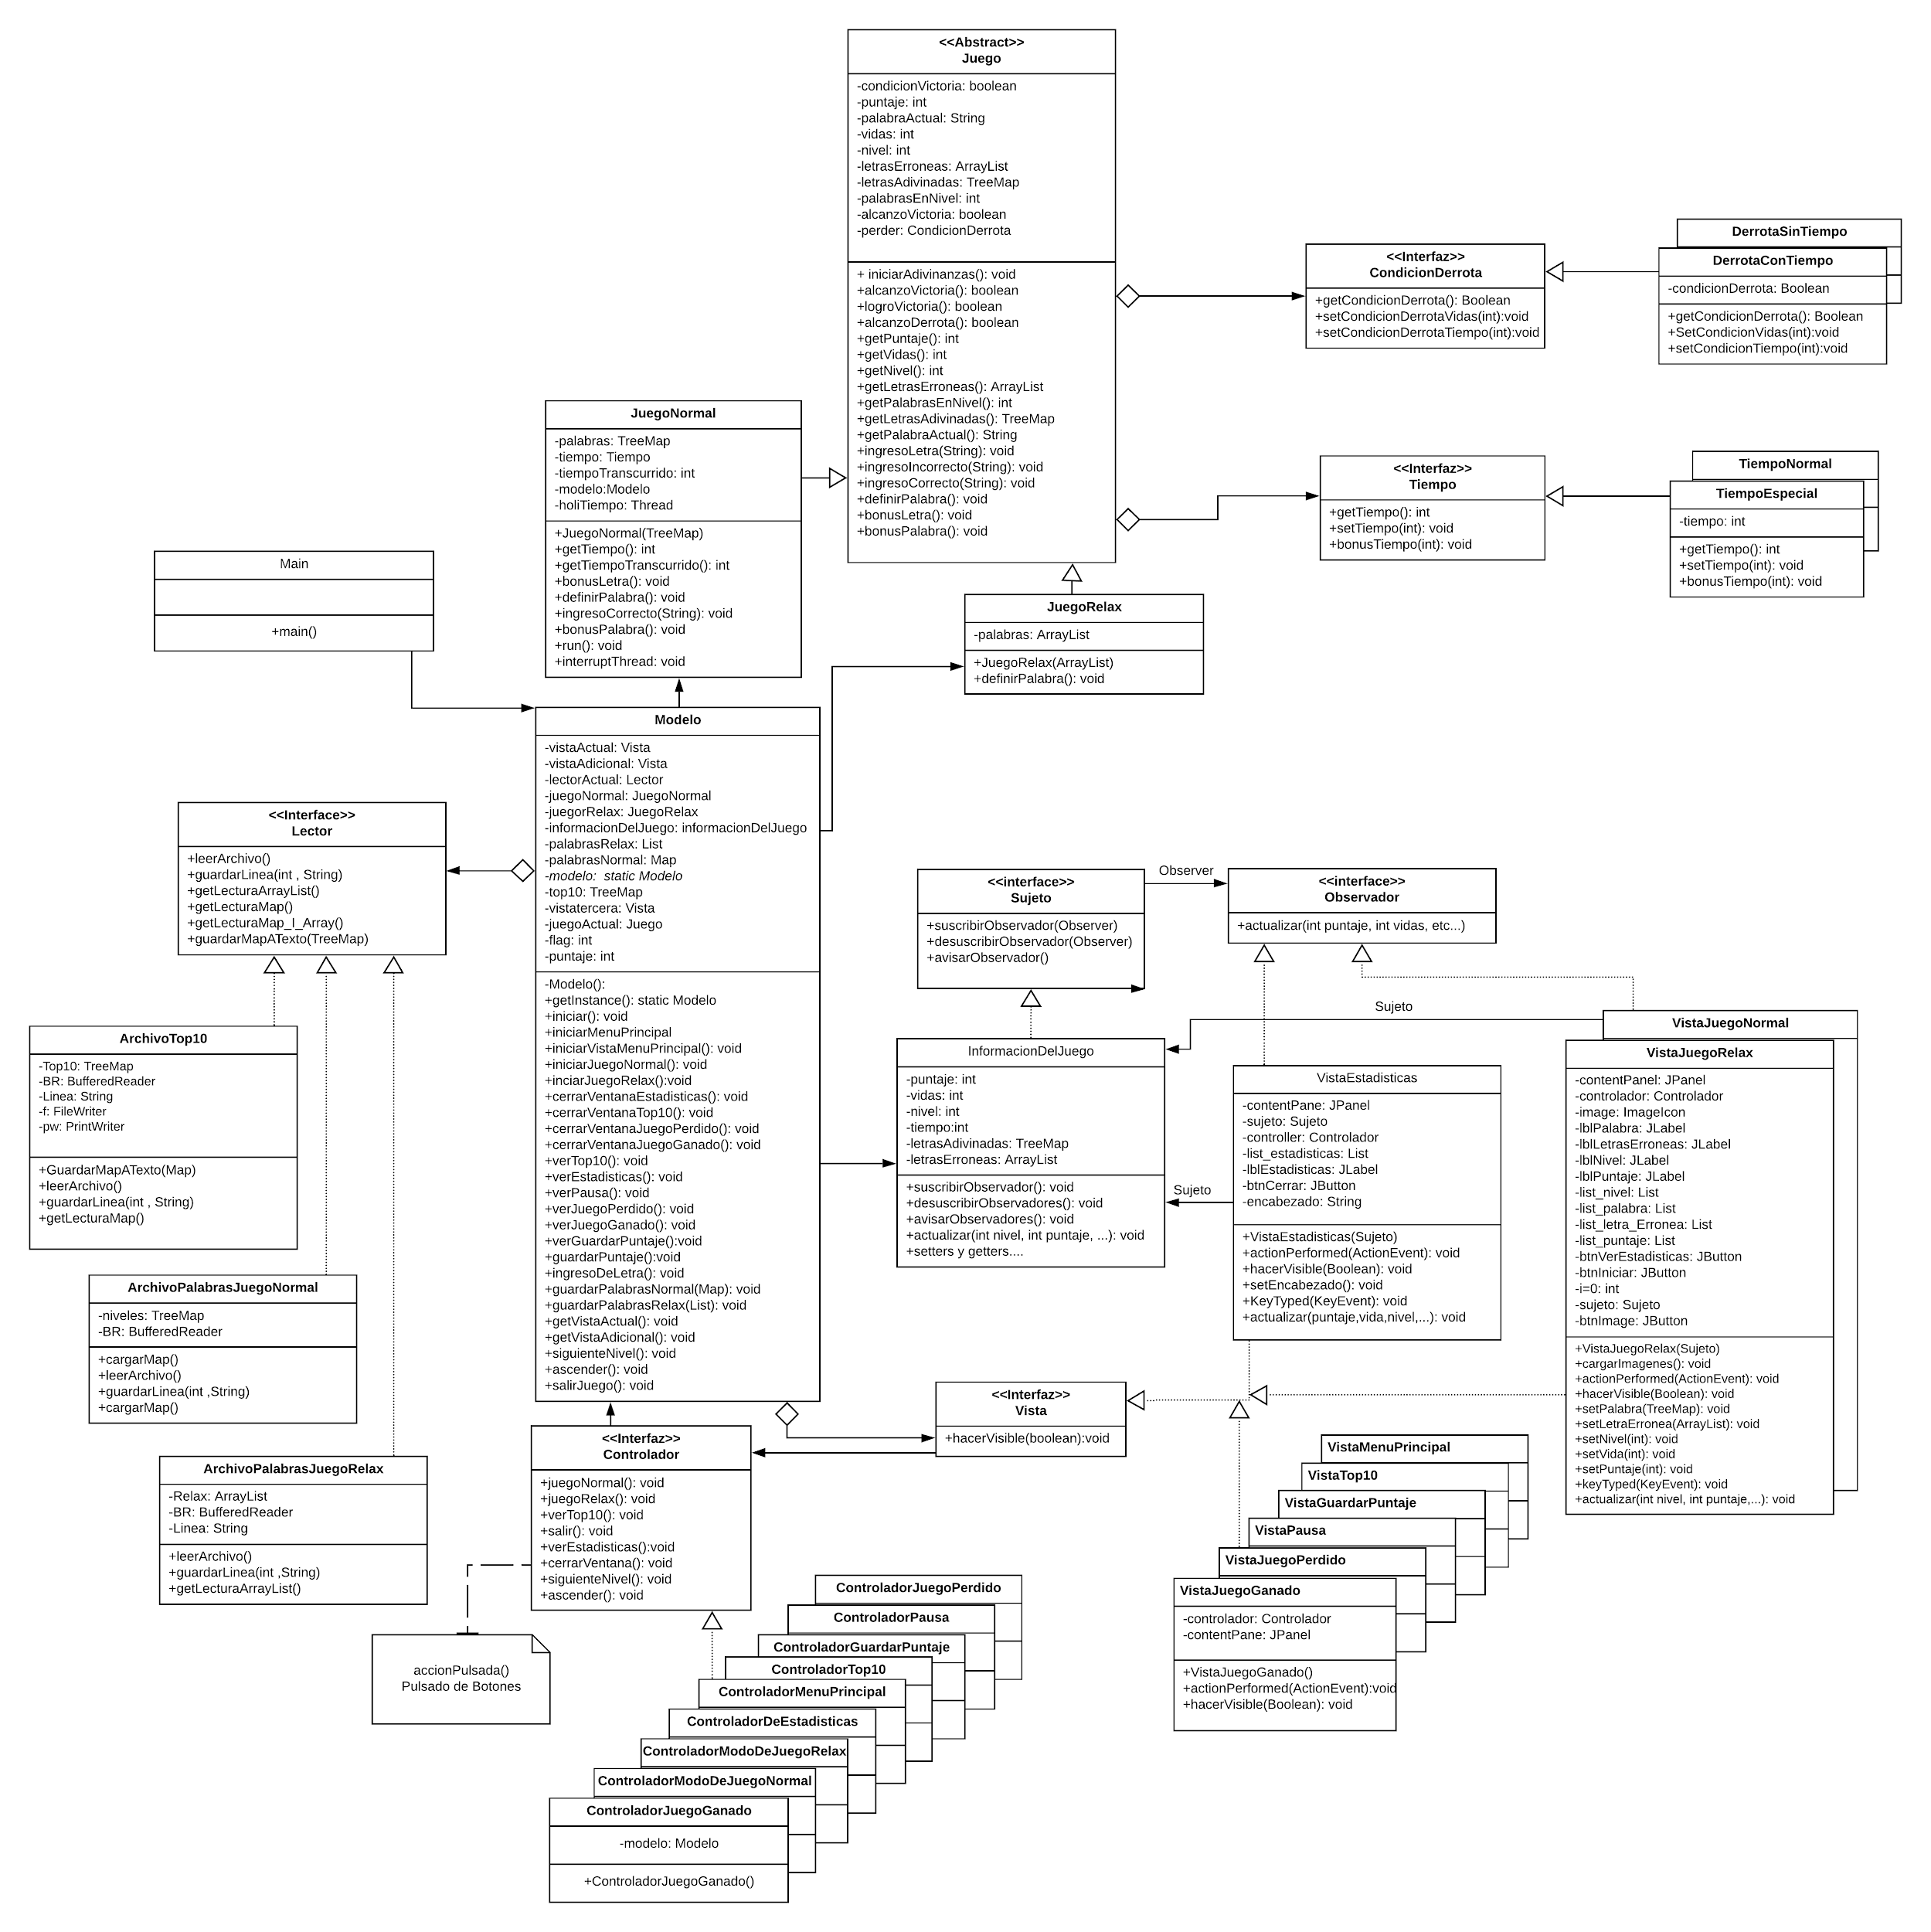 <<Abstract>>
Juego
-condicionVictoria: boolean
-puntaje: int
-palabraActual: String
-vidas: int
-nivel: int
-letrasErroneas: ArrayList
-letrasAdivinadas: TreeMap
-palabrasEnNivel: int
-alcanzoVictoria: boolean
-perder: CondicionDerrota
+ iniciarAdivinanzas(): void
+alcanzoVictoria(): boolean
+logroVictoria(): boolean
+alcanzoDerrota(): boolean
+getPuntaje(): int
+getVidas(): int
+getNivel(): int
+getLetrasErroneas(): ArrayList
+getPalabrasEnNivel(): int
+getLetrasAdivinadas(): TreeMap
+getPalabraActual(): String
+ingresoLetra(String): void
+ingresoIncorrecto(String): void
+ingresoCorrecto(String): void
+definirPalabra(): void
+bonusLetra(): void
+bonusPalabra(): void
<<Interfaz>>
CondicionDerrota
+getCondicionDerrota(): Boolean
+setCondicionDerrotaVidas(int):void
+setCondicionDerrotaTiempo(int):void
DerrotaSinTiempo
DerrotaConTiempo
-condicionDerrota: Boolean
+getCondicionDerrota(): Boolean
+SetCondicionVidas(int):void
+setCondicionTiempo(int):void
JuegoNormal
-palabras: TreeMap
-tiempo: Tiempo
-tiempoTranscurrido: int
-modelo:Modelo
-holiTiempo: Thread
+JuegoNormal(TreeMap)
+getTiempo(): int
+getTiempoTranscurrido(): int
+bonusLetra(): void
+definirPalabra(): void
+ingresoCorrecto(String): void
+bonusPalabra(): void
+run(): void
+interruptThread: void
<<Interfaz>>
Tiempo
+getTiempo(): int
+setTiempo(int): void
+bonusTiempo(int): void
TiempoNormal
TiempoEspecial
-tiempo: int
+getTiempo(): int
+setTiempo(int): void
+bonusTiempo(int): void
Main
+main()
JuegoRelax
-palabras: ArrayList
+JuegoRelax(ArrayList)
+definirPalabra(): void
Modelo
-vistaActual: Vista
-vistaAdicional: Vista
-lectorActual: Lector
-juegoNormal: JuegoNormal
-juegorRelax: JuegoRelax
-informacionDelJuego: informacionDelJuego
-palabrasRelax: List
-palabrasNormal: Map
-modelo:  static Modelo
-top10: TreeMap
-vistatercera: Vista
-juegoActual: Juego
-flag: int
-puntaje: int
-Modelo():
+getInstance(): static Modelo
+iniciar(): void
+iniciarMenuPrincipal
+iniciarVistaMenuPrincipal(): void
+iniciarJuegoNormal(): void
+inciarJuegoRelax():void
+cerrarVentanaEstadisticas(): void
+cerrarVentanaTop10(): void
+cerrarVentanaJuegoPerdido(): void
+cerrarVentanaJuegoGanado(): void
+verTop10(): void
+verEstadisticas(): void
+verPausa(): void
+verJuegoPerdido(): void
+verJuegoGanado(): void
+verGuardarPuntaje():void
+guardarPuntaje():void
+ingresoDeLetra(): void
+guardarPalabrasNormal(Map): void
+guardarPalabrasRelax(List): void
+getVistaActual(): void
+getVistaAdicional(): void
+siguienteNivel(): void
+ascender(): void
+salirJuego(): void
<<Interface>>
Lector
+leerArchivo()
+guardarLinea(int , String)
+getLecturaArrayList()
+getLecturaMap()
+getLecturaMap_I_Array()
+guardarMapATexto(TreeMap)
<<interface>>
Sujeto
+suscribirObservador(Observer)
+desuscribirObservador(Observer)
+avisarObservador()
Observer
<<interface>>
Observador
+actualizar(int puntaje, int vidas, etc...)
Sujeto
ArchivoTop10
-Top10: TreeMap
-BR: BufferedReader
-Linea: String
-f: FileWriter
-pw: PrintWriter
+GuardarMapATexto(Map)
+leerArchivo()
+guardarLinea(int , String)
+getLecturaMap()
InformacionDelJuego
-puntaje: int
-vidas: int
-nivel: int
-tiempo:int
-letrasAdivinadas: TreeMap
-letrasErroneas: ArrayList
+suscribirObservador(): void
+desuscribirObservadores(): void
+avisarObservadores(): void
+actualizar(int nivel, int puntaje, ...): void
+setters y getters....
Sujeto
VistaEstadisticas
-contentPane: JPanel
-sujeto: Sujeto
-controller: Controlador
-list_estadisticas: List
-lblEstadisticas: JLabel
-btnCerrar: JButton
-encabezado: String
+VistaEstadisticas(Sujeto)
+actionPerformed(ActionEvent): void
+hacerVisible(Boolean): void
+setEncabezado(): void
+KeyTyped(KeyEvent): void
+actualizar(puntaje,vida,nivel,...): void
VistaJuegoNormal
VistaJuegoRelax
-contentPanel: JPanel
-controlador: Controlador
-image: ImageIcon
-lblPalabra: JLabel
-lblLetrasErroneas: JLabel
-lblNivel: JLabel
-lblPuntaje: JLabel
-list_nivel: List
-list_palabra: List
-list_letra_Erronea: List
-list_puntaje: List
-btnVerEstadisticas: JButton
-btnIniciar: JButton
-i=0: int
-sujeto: Sujeto
-btnImage: JButton
+VistaJuegoRelax(Sujeto)
+cargarImagenes(): void
+actionPerformed(ActionEvent): void
+hacerVisible(Boolean): void
+setPalabra(TreeMap): void
+setLetraErronea(ArrayList): void
+setNivel(int): void
+setVida(int): void
+setPuntaje(int): void
+keyTyped(KeyEvent): void
+actualizar(int nivel, int puntaje,...): void
ArchivoPalabrasJuegoNormal
-niveles: TreeMap
-BR: BufferedReader
+cargarMap()
+leerArchivo()
+guardarLinea(int ,String)
+cargarMap()
<<Interfaz>>
Vista
+hacerVisible(boolean):void
<<Interfaz>>
Controlador
+juegoNormal(): void
+juegoRelax(): void
+verTop10(): void
+salir(): void
+verEstadisticas():void
+cerrarVentana(): void
+siguienteNivel(): void
+ascender(): void
ArchivoPalabrasJuegoRelax
-Relax: ArrayList
-BR: BufferedReader
-Linea: String
+leerArchivo()
+guardarLinea(int ,String)
+getLecturaArrayList()
accionPulsada()
Pulsado de Botones
VistaMenuPrincipal
VistaTop10
VistaGuardarPuntaje
VistaPausa
VistaJuegoPerdido
VistaJuegoGanado
-controlador: Controlador
-contentPane: JPanel
+VistaJuegoGanado()
+actionPerformed(ActionEvent):void
+hacerVisible(Boolean): void
ControladorJuegoPerdido
ControladorPausa
ControladorGuardarPuntaje
ControladorTop10
ControladorMenuPrincipal
ControladorDeEstadisticas
ControladorModoDeJuegoRelax
ControladorModoDeJuegoNormal
ControladorJuegoGanado
-modelo: Modelo
+ControladorJuegoGanado()